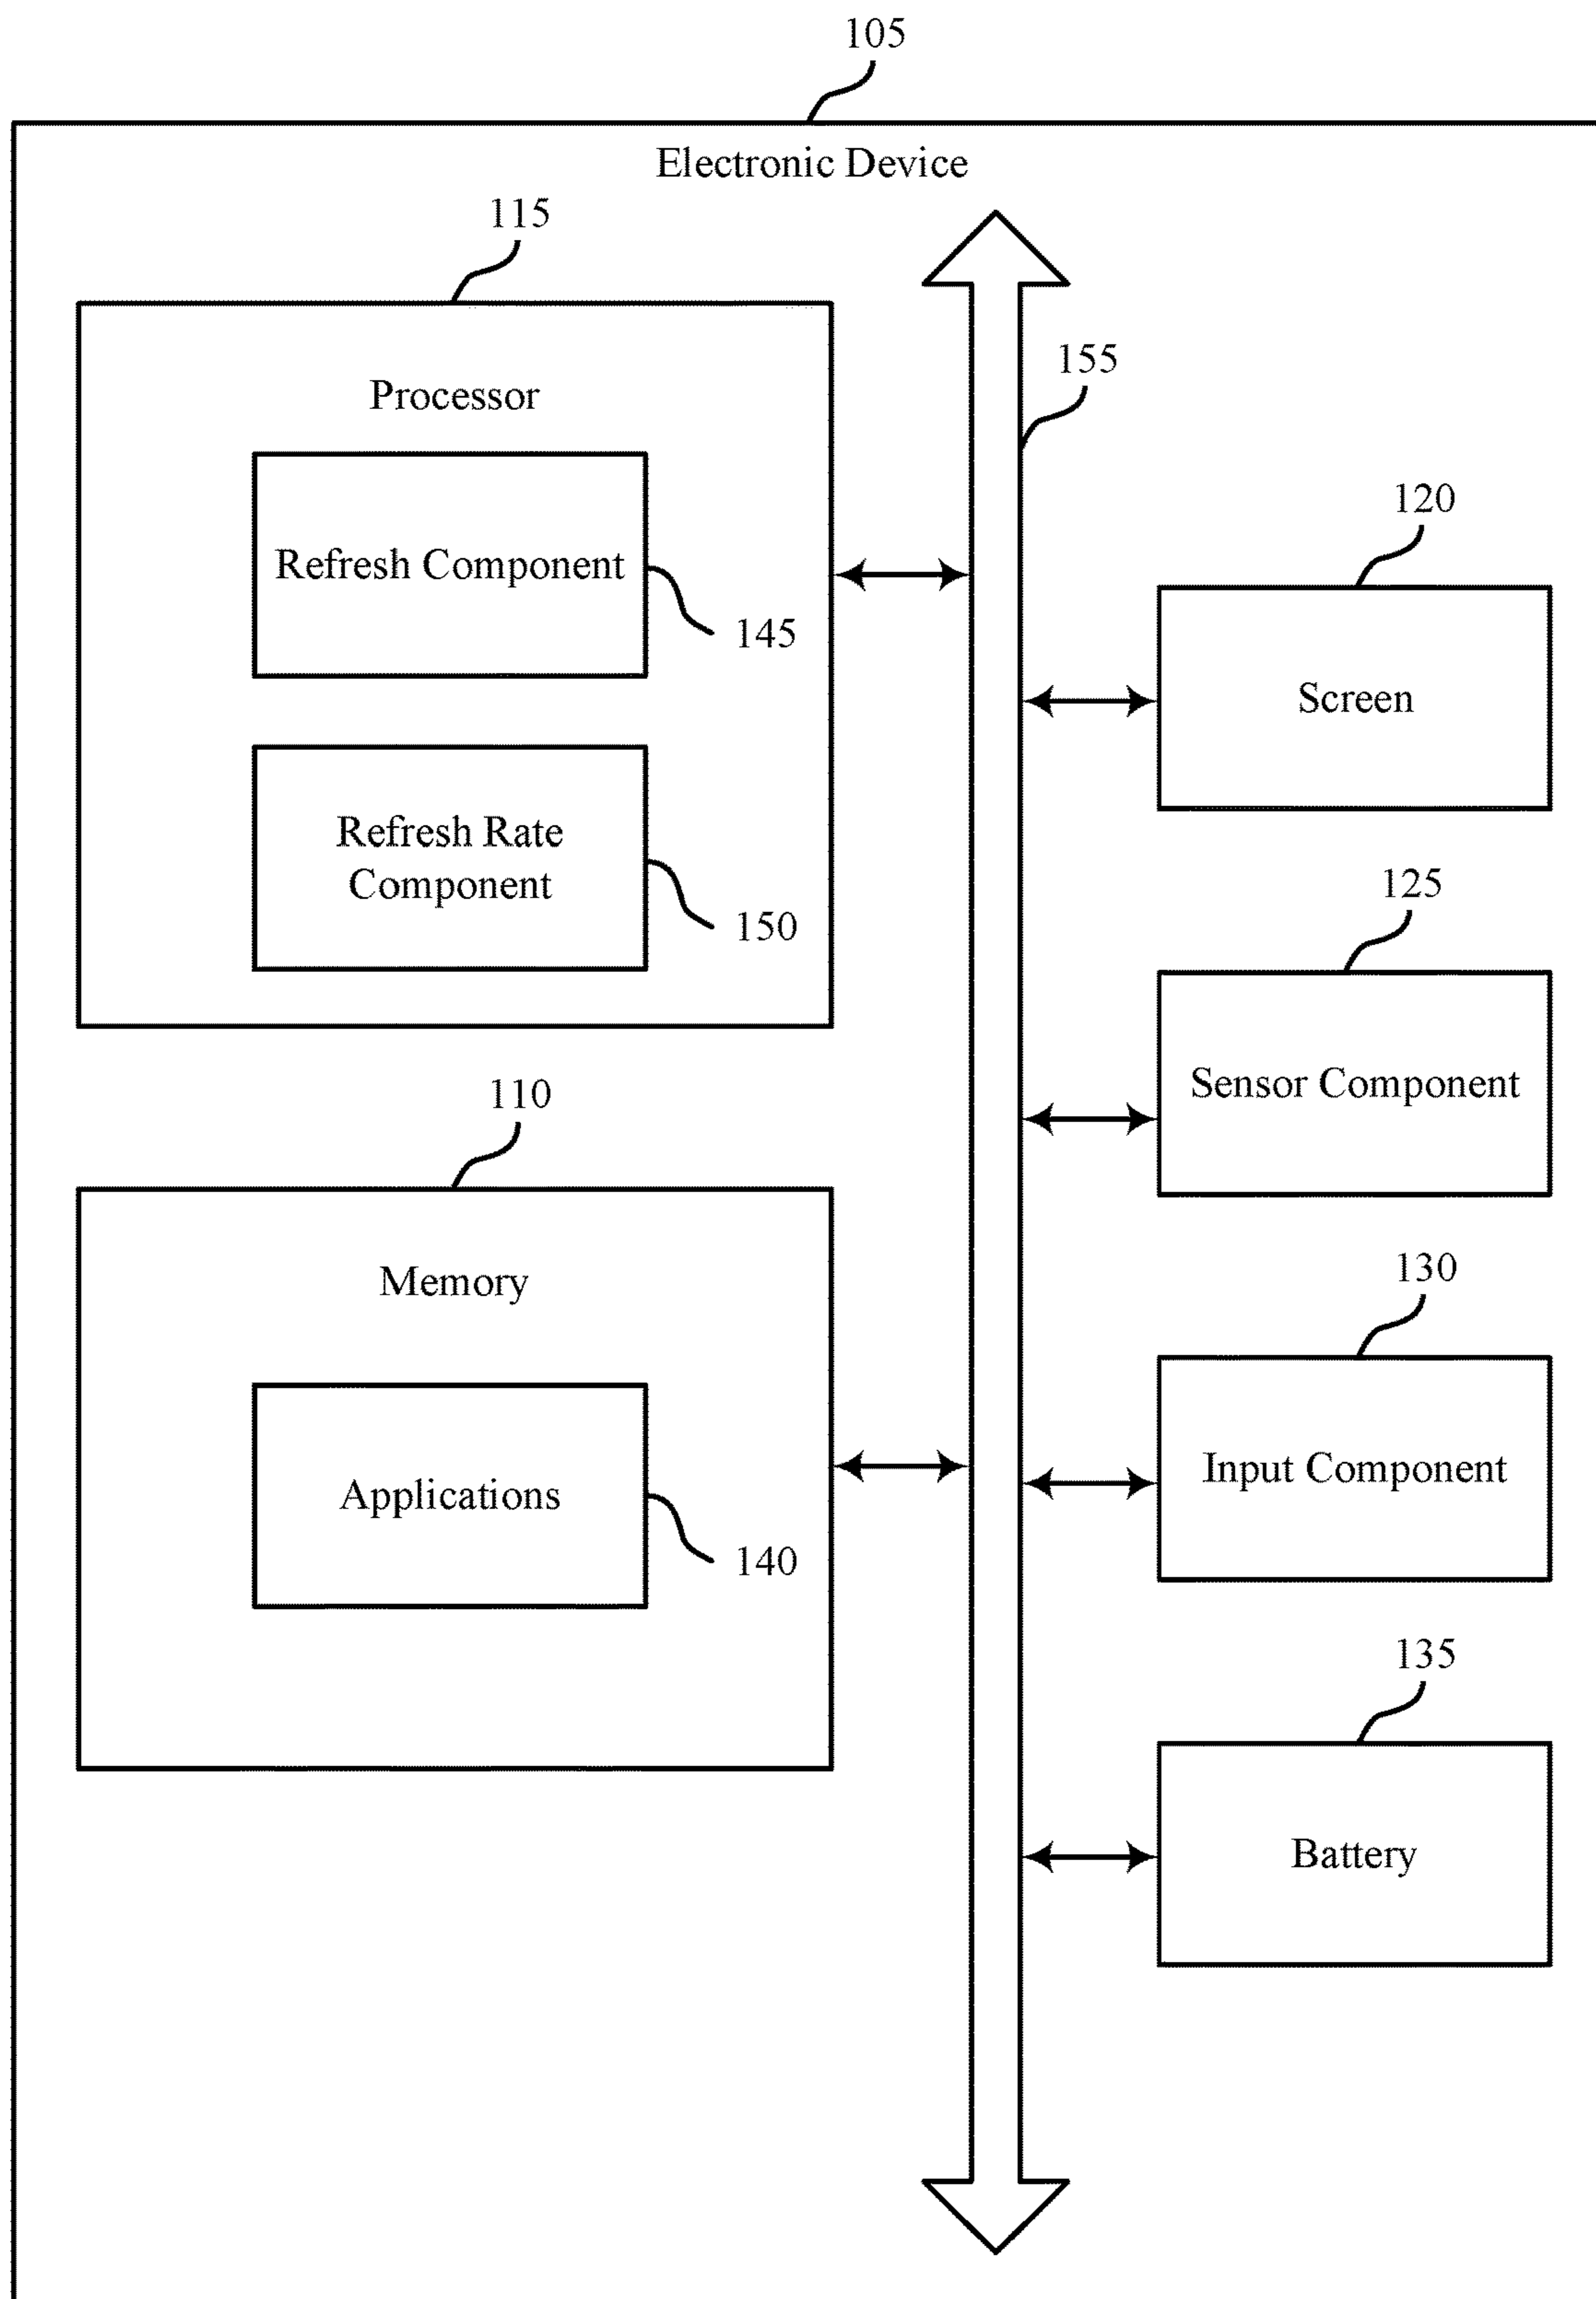 105
Electronic Device
115
Processor
155
Refresh Component
145
120
Screen
Refresh Rate
Component
150
125
Sensor Component
110
Memory
130
Input Component
Applications
140
135
Battery